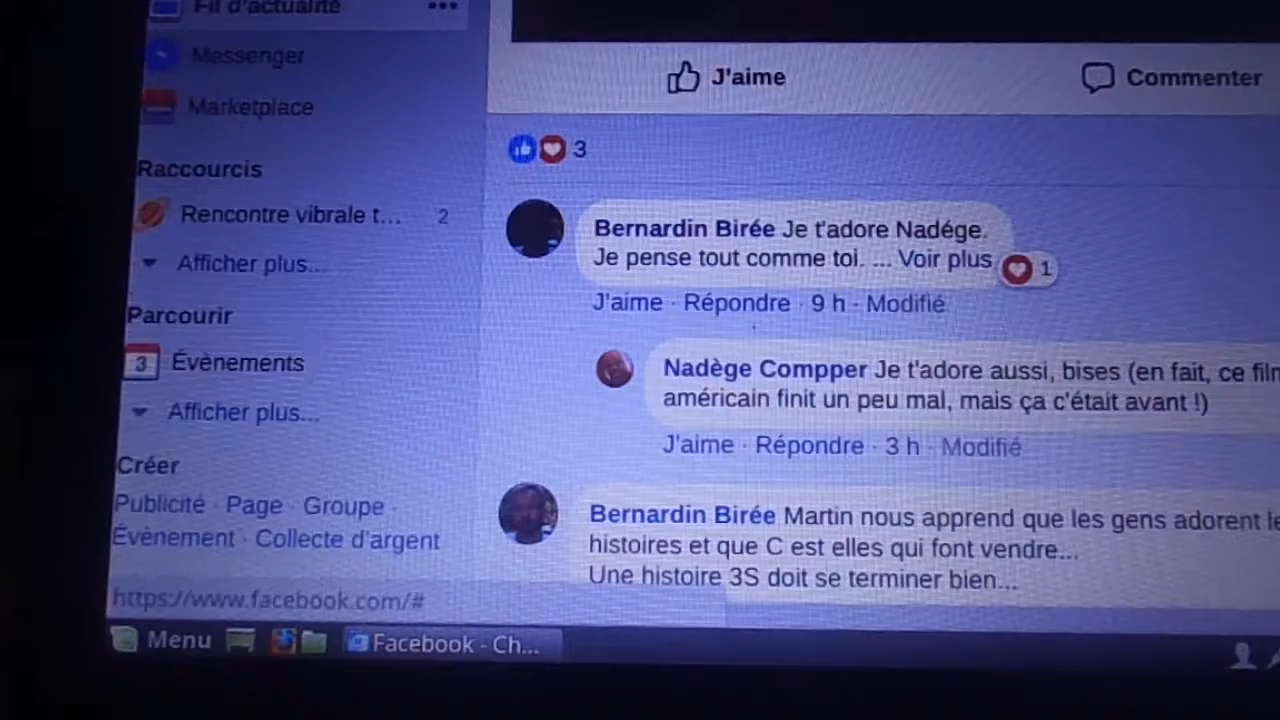 Fil d'actualité
Messenger
Marketplace
Raccourcis
Rencontre vibrale t... 2
Afficher plus...
Parcourir
3 Évènements
Afficher plus...
Créer
Publicité · Page · Groupe ·
Évènement · Collecte d'argent
https://www.facebook.com/#
J'aime
Commenter
3
Bernardin Birée Je t'adore Nadége.
Je pense tout comme toi. ... Voir plus
1
J'aime · Répondre · 9 h · Modifié
Nadège Compper Je t'adore aussi, bises (en fait, ce film
américain finit un peu mal, mais ça c'était avant !)
J'aime · Répondre · 3 h · Modifié
Bernardin Birée Martin nous apprend que les gens adorent
histoires et que C est elles qui font vendre...
Une histoire 3S doit se terminer bien...
Menu
Facebook - Ch...